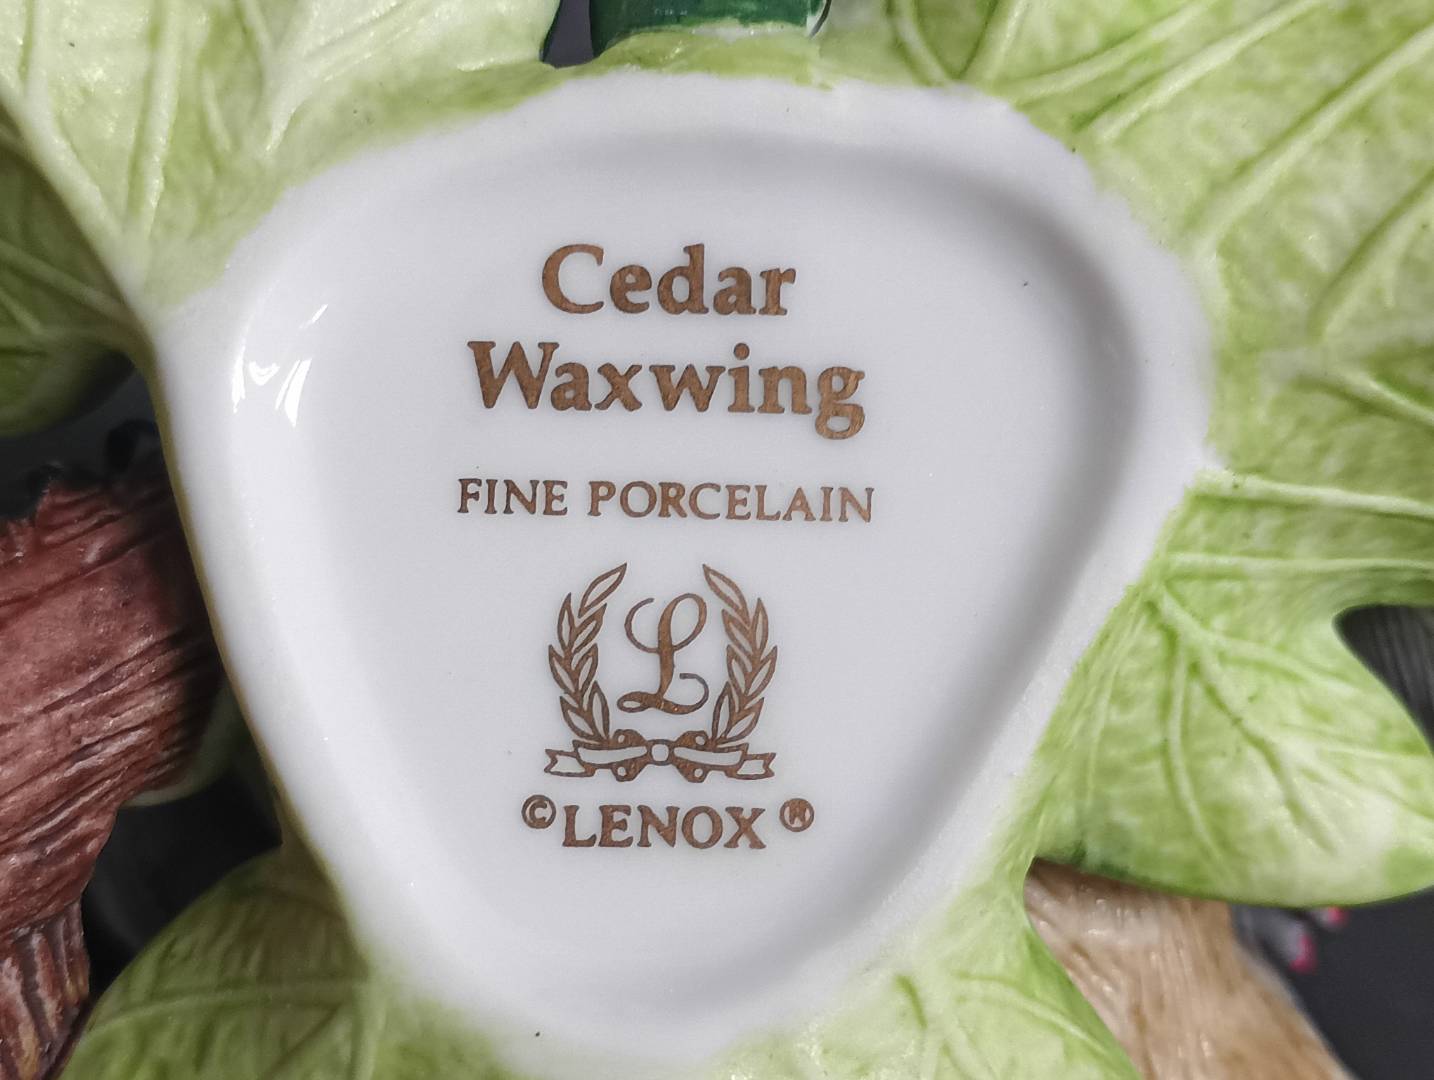 Cedar
Waxwing
FINE PORCELAIN
L
©LENOX®